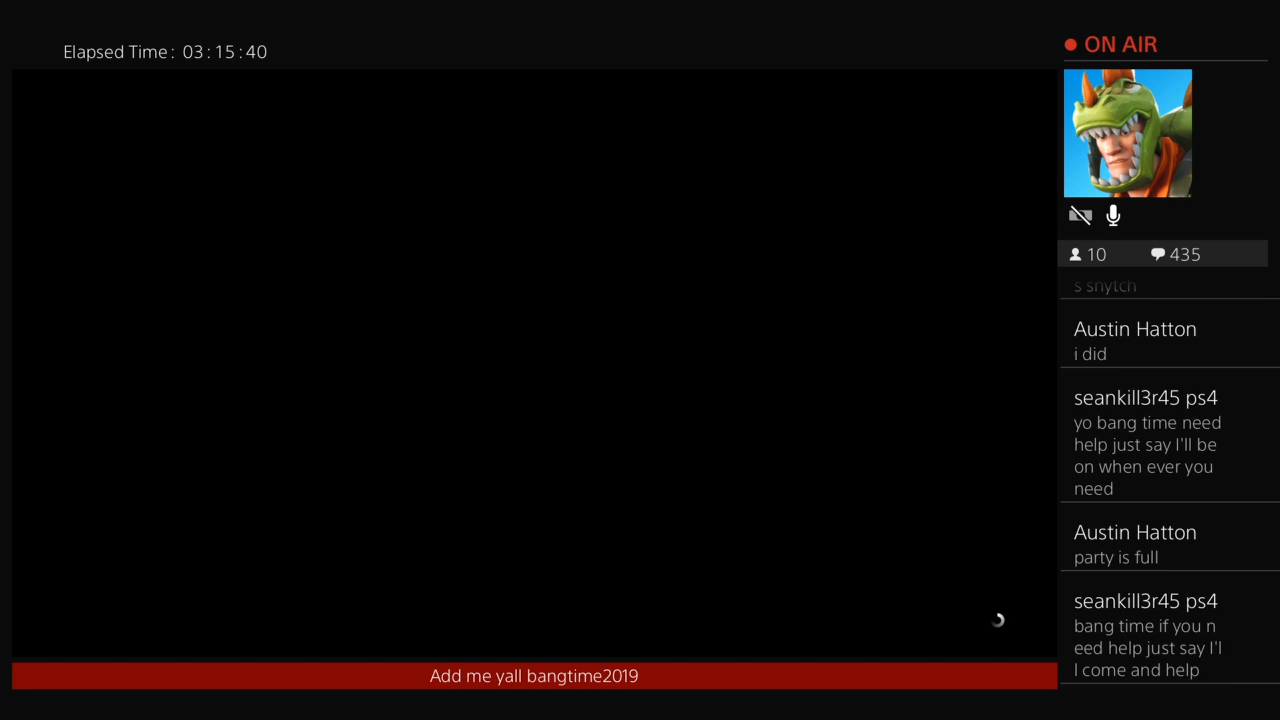 Elapsed Time: 03:15:40
ON AIR
10 435
s snytch
Austin Hatton
i did
seankill3r45 ps4
yo bang time need
help just say I'll be
on when ever you
need
Austin Hatton
party is full
seankill3r45 ps4
bang time if you n
eed help just say I'l
l come and help
Add me yall bangtime2019